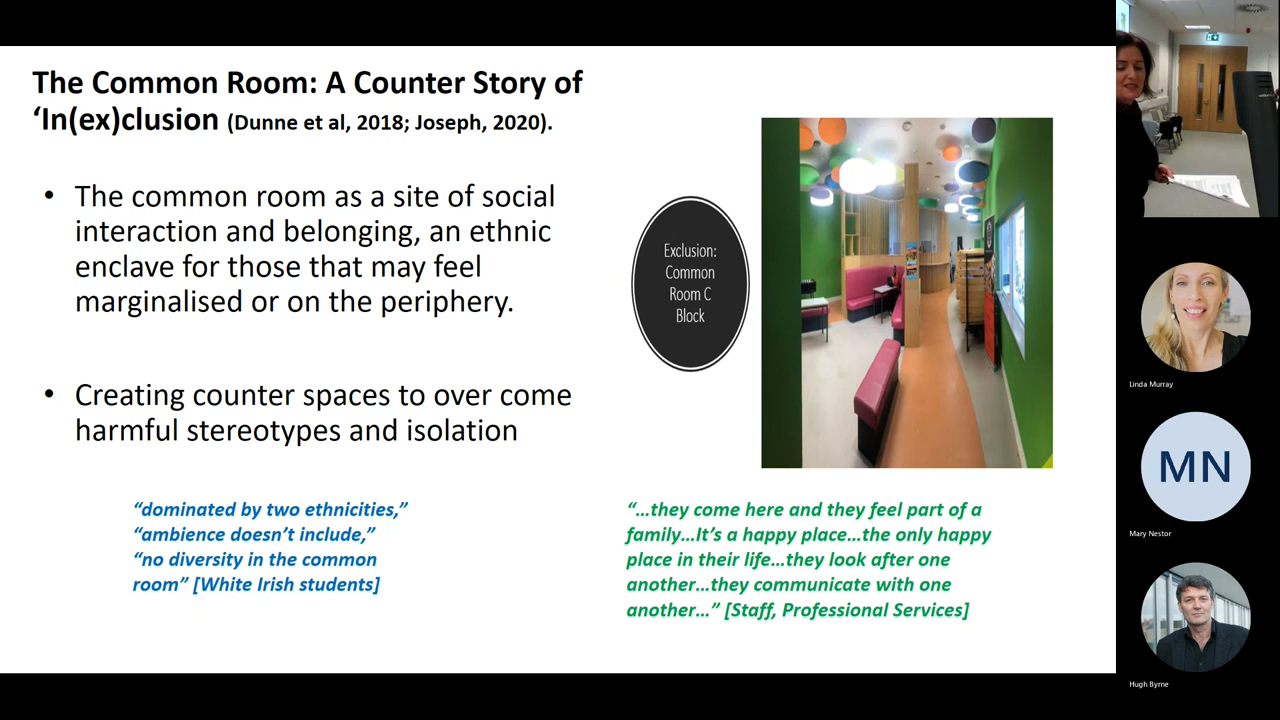 The Common Room: A Counter Story of
‘In(ex)clusion (Dunne et al, 2018; Joseph, 2020).
• The common room as a site of social
interaction and belonging, an ethnic
enclave for those that may feel
marginalised or on the periphery.
• Creating counter spaces to over come
harmful stereotypes and isolation
“dominated by two ethnicities,”
“ambience doesn’t include,”
“no diversity in the common
room” [White Irish students]
Exclusion:
Common
Room C
Block
“…they come here and they feel part of a
family…It’s a happy place…the only happy
place in their life…they look after one
another…they communicate with one
another…” [Staff, Professional Services]
Linda Murray
MN
Mary Nestor
Hugh Byrne